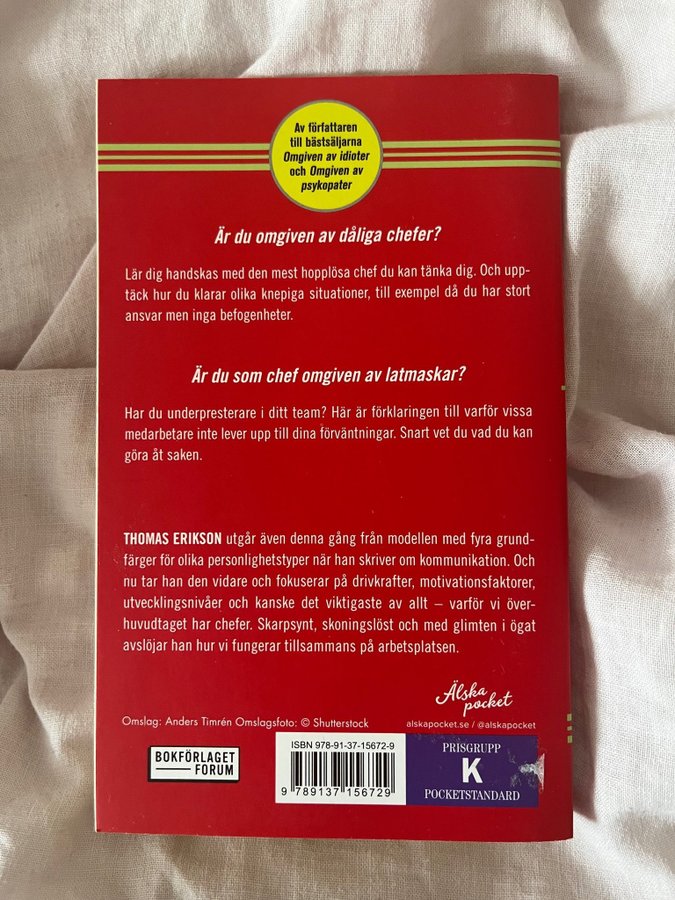 Av författaren
till bästsäljarna
Omgiven av idioter
och Omgiven av
psykopater
Är du omgiven av dåliga chefer?
Lär dig handskas med den mest hopplösa chef du kan tänka dig. Och upp-
täck hur du klarar olika knepiga situationer, till exempel då du har stort
ansvar men inga befogenheter.
Är du som chef omgiven av latmaskar?
Har du underpresterare i ditt team? Här är förklaringen till varför vissa
medarbetare inte lever upp till dina förväntningar. Snart vet du vad du kan
göra åt saken.
THOMAS ERIKSON utgår även denna gång från modellen med fyra grund-
färger för olika personlighetstyper när han skriver om kommunikation. Och
nu tar han den vidare och fokuserar på drivkrafter, motivationsfaktorer,
utvecklingsnivåer och kanske det viktigaste av allt – varför vi över-
huvudtaget har chefer. Skarpsynt, skoningslöst och med glimten i ögat
avslöjar han hur vi fungerar tillsammans på arbetsplatsen.
Älska
pocket
Omslag: Anders Timrén Omslagsfoto: © Shutterstock
alskapocket.se / @alskapocket
BOKFÖRLAGET
FORUM
ISBN 978-91-37-15672-9
9 789137 156729
PRISGRUPP
K
POCKETSTANDARD